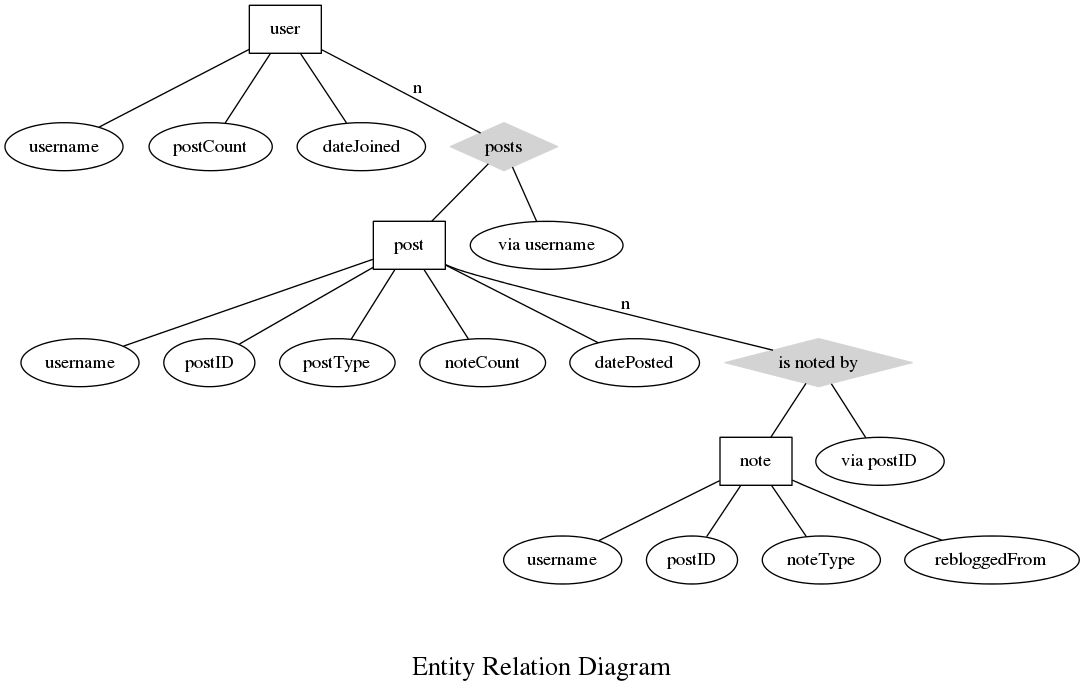 user
n
username
postCount
dateJoined
posts
post
via username
n
username
postID
postType
noteCount
datePosted
is noted by
note
via postID
username
postID
noteType
rebloggedFrom
Entity Relation Diagram